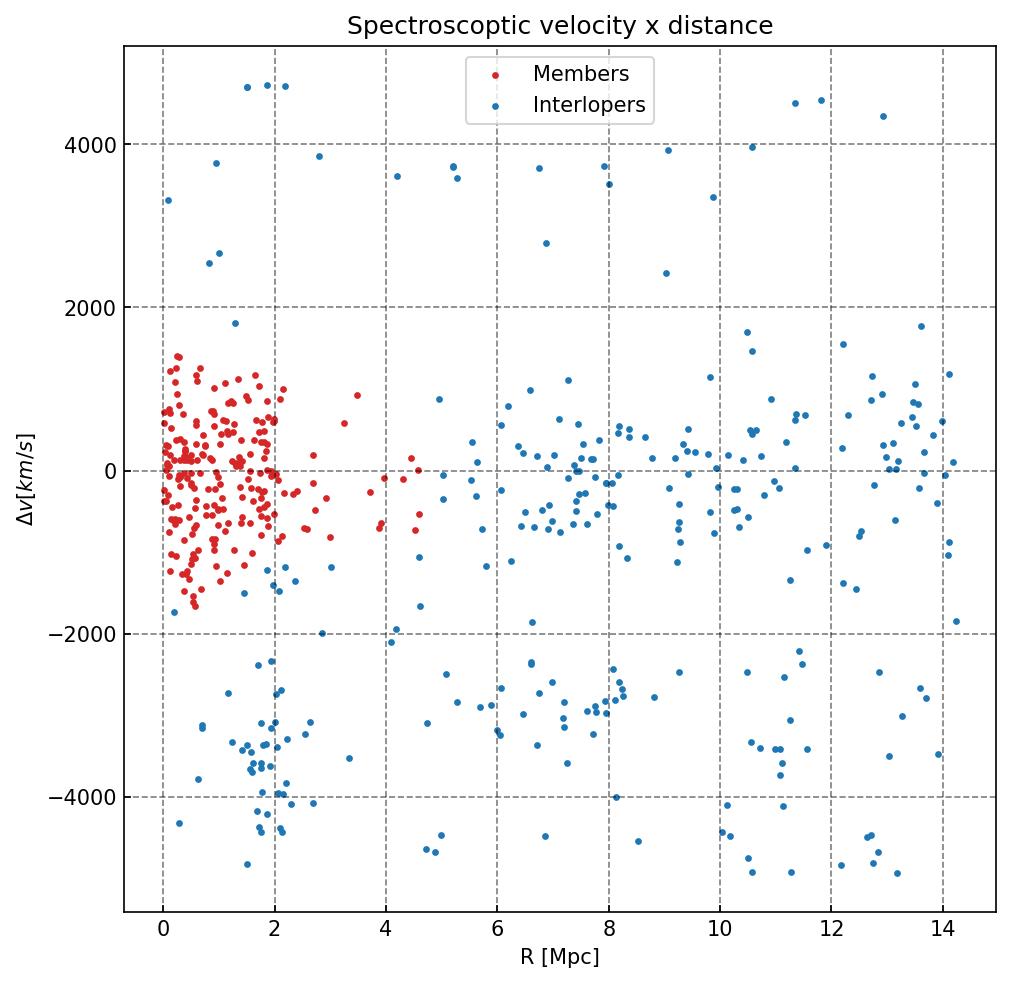 Spectroscoptic velocity x distance
Members
Interlopers
4000
2000
0
−2000
−4000
Δv[km/s]
0 2 4 6 8 10 12 14
R [Mpc]